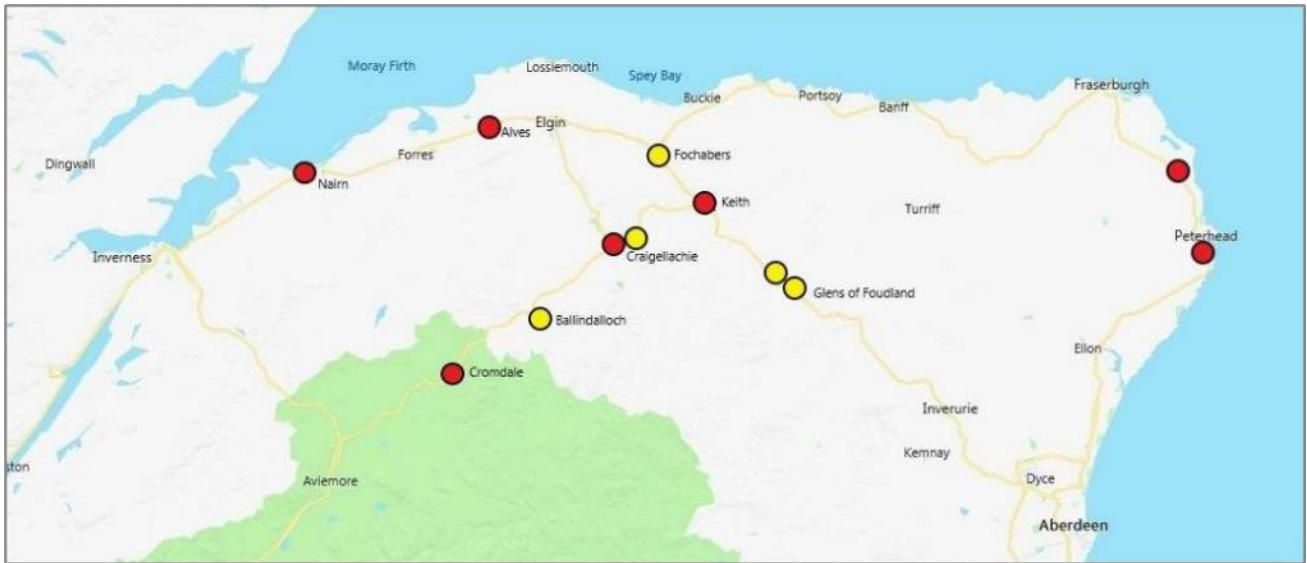 Moray Firth
Lossiemouth
Spey Bay
Buckie
Portsoy
Banff
Fraserburgh
Alves
Elgin
Dingwall
Forres
Fochabers
Nairn
Keith
Turriff
Peterhead
Inverness
Craigellachie
Glens of Foudland
Ballindalloch
Ellon
Cromdale
Inverurie
Kemnay
ston
Aviemore
Dyce
Aberdeen